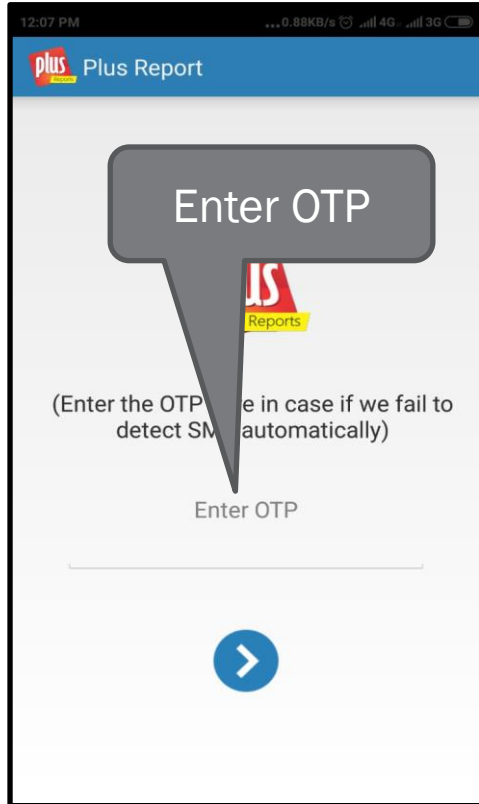 12:07 PM ...0.88KB/s 4G 3G
plus Reports Plus Report
Enter OTP
Reports
(Enter the OTP in case if we fail to
detect automatically)
Enter OTP